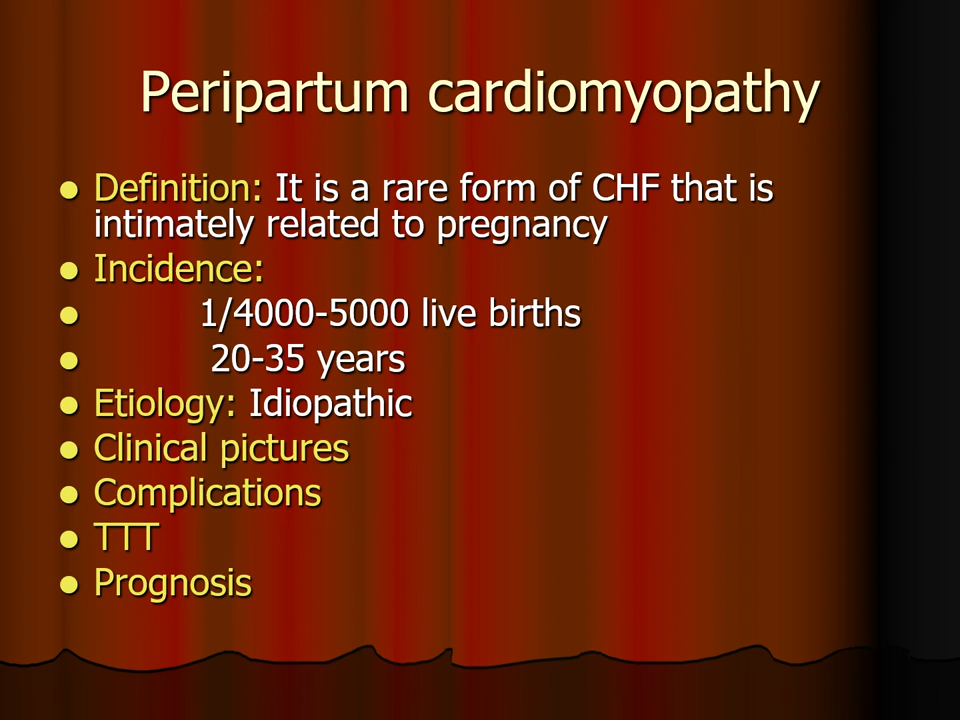 Peripartum cardiomyopathy
● Definition: It is a rare form of CHF that is
intimately related to pregnancy
● Incidence:
● 1/4000-5000 live births
● 20-35 years
● Etiology: Idiopathic
● Clinical pictures
● Complications
● TTT
● Prognosis